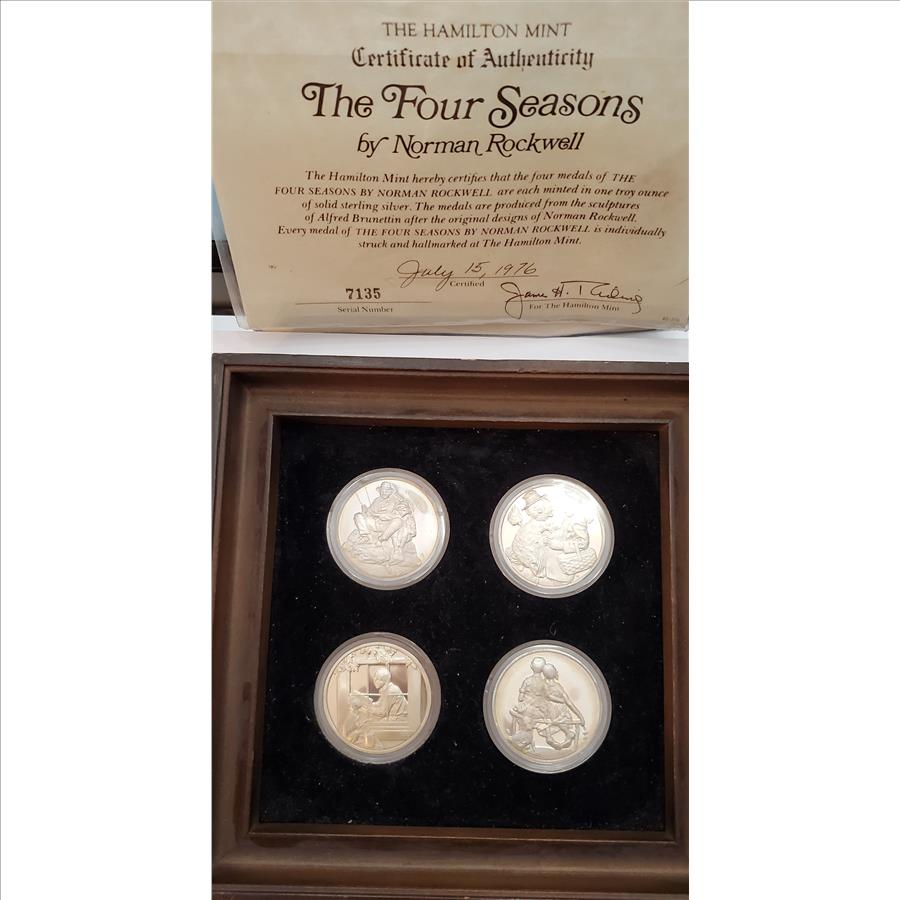 THE HAMILTON MINT
Certificate of Authenticity
The Four Seasons
by Norman Rockwell
The Hamilton Mint hereby certifies that the four medals of THE
FOUR SEASONS BY NORMAN ROCKWELL are each minted in one troy ounce
of solid sterling silver. The medals are produced from the sculptures
of Alfred Brunettin after the original designs of Norman Rockwell.
Every medal of THE FOUR SEASONS BY NORMAN ROCKWELL is individually
struck and hallmarked at The Hamilton Mint.
July 15, 1976
Certified
7135
Serial Number
James H.
For The Hamilton Mint